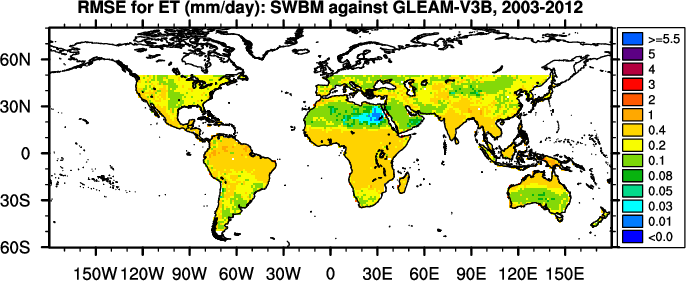 RMSE for ET (mm/day): SWBM against GLEAM-V3B, 2003-2012
60N
30N
0
30S
60S
150W 120W 90W 60W 30W 0 30E 60E 90E 120E 150E
>=5.5
5
4
3
2
1
0.4
0.2
0.1
0.08
0.05
0.03
0.01
<0.0